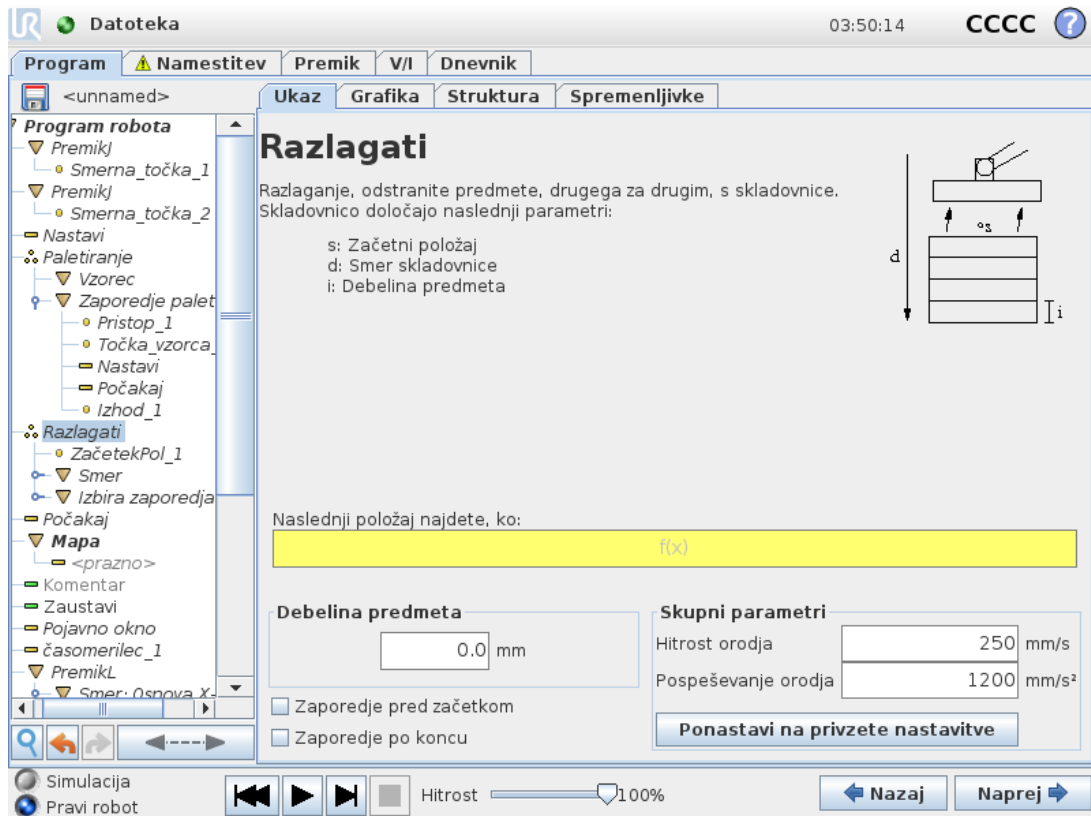 UR Datoteka 03:50:14 CCCC ?
Program Namestitev Premik V/I Dnevnik
<unnamed>
Ukaz Grafika Struktura Spremenljivke
Program robota
PremikJ
Smerna_točka_1
PremikJ
Smerna_točka_2
Nastavi
Paletiranje
Vzorec
Zaporedje palet
Pristop_1
Točka_vzorca_
Nastavi
Počakaj
Izhod_1
Razlagati
ZačetekPol_1
Smer
Izbira zaporedja
Počakaj
Mapa
<prazno>
Komentar
Zaustavi
Pojavno okno
časomerilec_1
PremikL
Smer: Osnova X-
Razlagati
Razlaganje, odstranite predmete, drugega za drugim, s skladovnice.
Skladovnico določajo naslednji parametri:
s: Začetni položaj
d: Smer skladovnice
i: Debelina predmeta
s
d
i
Naslednji položaj najdete, ko:
f(x)
Debelina predmeta
0.0 mm
Zaporedje pred začetkom
Zaporedje po koncu
Skupni parametri
Hitrost orodja 250 mm/s
Pospeševanje orodja 1200 mm/s²
Ponastavi na privzete nastavitve
Simulacija
Pravi robot
Hitrost 100%
Nazaj
Naprej